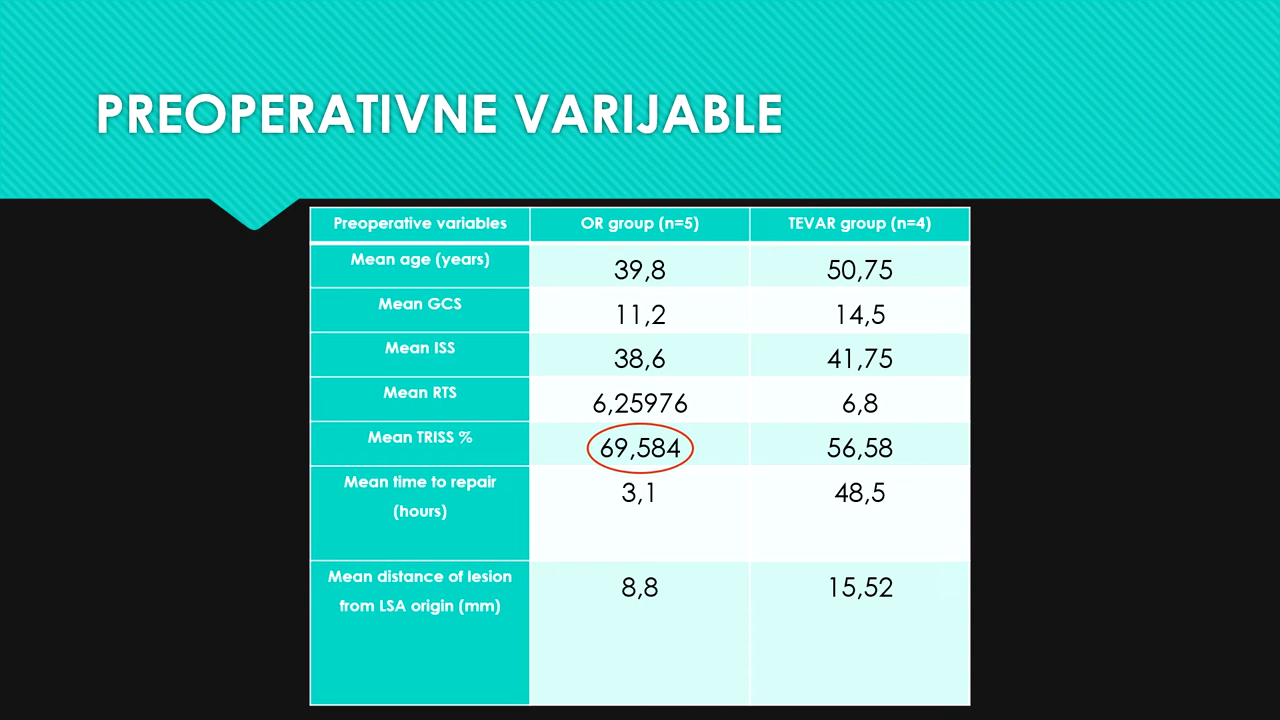 PREOPERATIVNE VARIJABLE
Preoperative variables OR group (n=5) TEVAR group (n=4)
Mean age (years) 39,8 50,75
Mean GCS 11,2 14,5
Mean ISS 38,6 41,75
Mean RTS 6,25976 6,8
Mean TRISS % 69,584 56,58
Mean time to repair 3,1 48,5
(hours)
Mean distance of lesion 8,8 15,52
from LSA origin (mm)